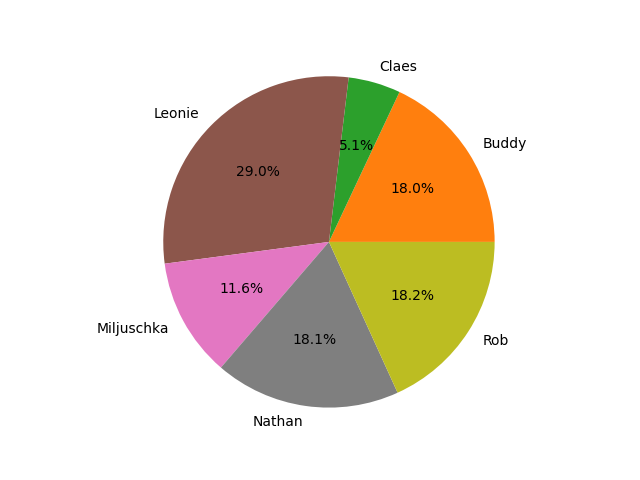 Claes
Leonie
Buddy
5.1%
29.0%
18.0%
11.6%
18.2%
Miljuschka
18.1%
Rob
Nathan